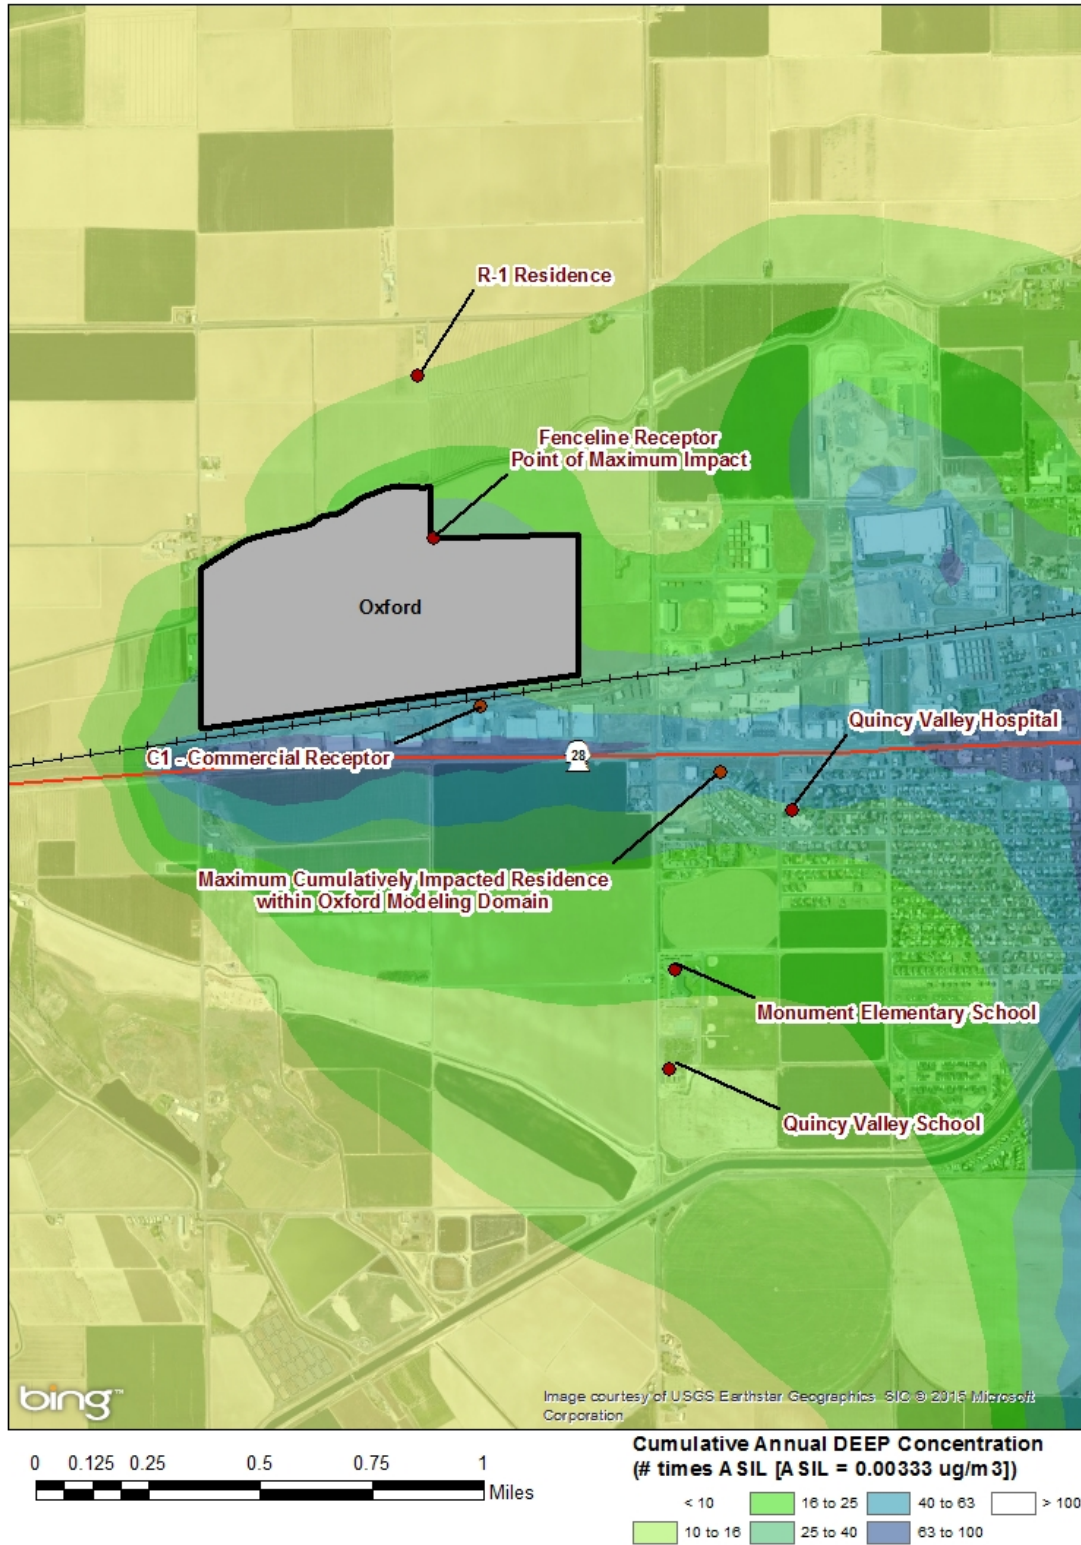 R-1 Residence
Fenceline Receptor
Point of Maximum Impact
Oxford
Quincy Valley Hospital
C1 - Commercial Receptor
28
Maximum Cumulatively Impacted Residence
within Oxford Modeling Domain
Monument Elementary School
Quincy Valley School
bing™
Image courtesy of USGS Earthstar Geographics SIO © 2015 Microsoft
Corporation
0 0.125 0.25 0.5 0.75 1
Miles
Cumulative Annual DEEP Concentration
(# times ASIL [ASIL = 0.00333 ug/m3])
< 10 16 to 25 40 to 63 > 100
10 to 16 25 to 40 63 to 100